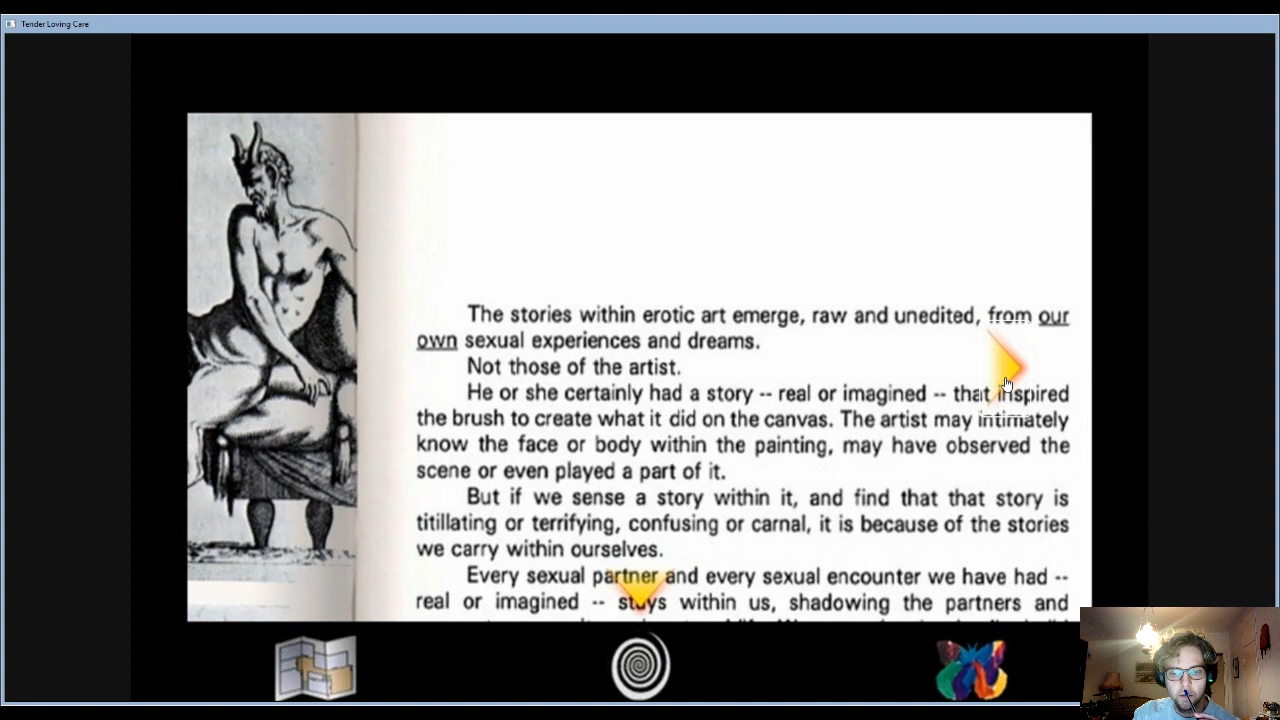 Tender Loving Care
The stories within erotic art emerge, raw and unedited, from our
own sexual experiences and dreams.
Not those of the artist.
He or she certainly had a story -- real or imagined -- that inspired
the brush to create what it did on the canvas. The artist may intimately
know the face or body within the painting, may have observed the
scene or even played a part of it.
But if we sense a story within it, and find that that story is
titillating or terrifying, confusing or carnal, it is because of the stories
we carry within ourselves.
Every sexual partner and every sexual encounter we have had --
real or imagined -- stays within us, shadowing the partners and